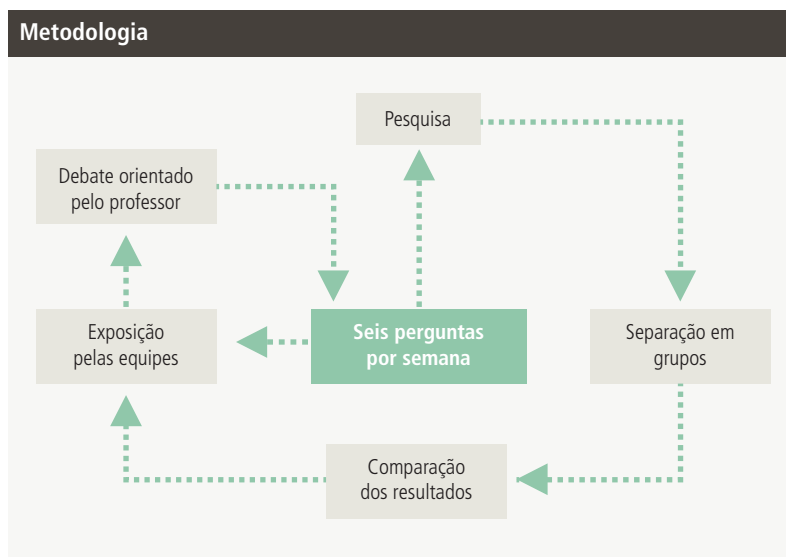 Metodologia
Pesquisa
Debate orientado
pelo professor
Exposição
pelas equipes
Seis perguntas
por semana
Separação em
grupos
Comparação
dos resultados